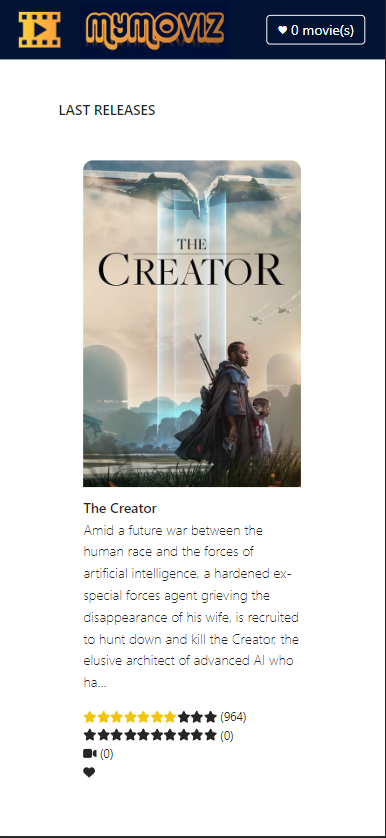 MYMOVIZ
0 movie(s)
LAST RELEASES
THE
CREATOR
The Creator
Amid a future war between the
human race and the forces of
artificial intelligence, a hardened ex-
special forces agent grieving the
disappearance of his wife, is recruited
to hunt down and kill the Creator, the
elusive architect of advanced AI who
ha...
(964)
(0)
(0)